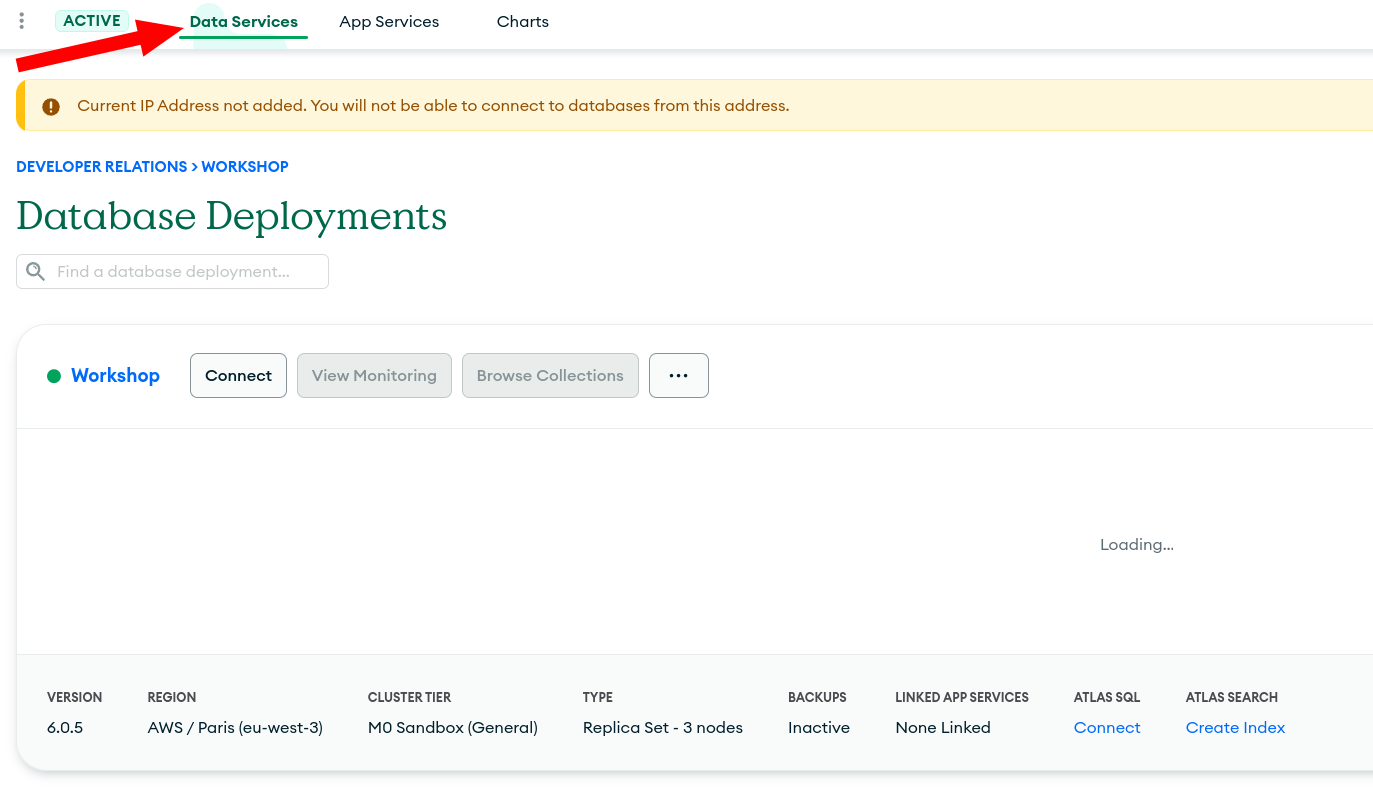 ACTIVE Data Services App Services Charts
Current IP Address not added. You will not be able to connect to databases from this address.
DEVELOPER RELATIONS > WORKSHOP
Database Deployments
Find a database deployment...
Workshop Connect View Monitoring Browse Collections ...
Loading...
VERSION REGION CLUSTER TIER TYPE BACKUPS LINKED APP SERVICES ATLAS SQL ATLAS SEARCH
6.0.5 AWS / Paris (eu-west-3) M0 Sandbox (General) Replica Set - 3 nodes Inactive None Linked Connect Create Index